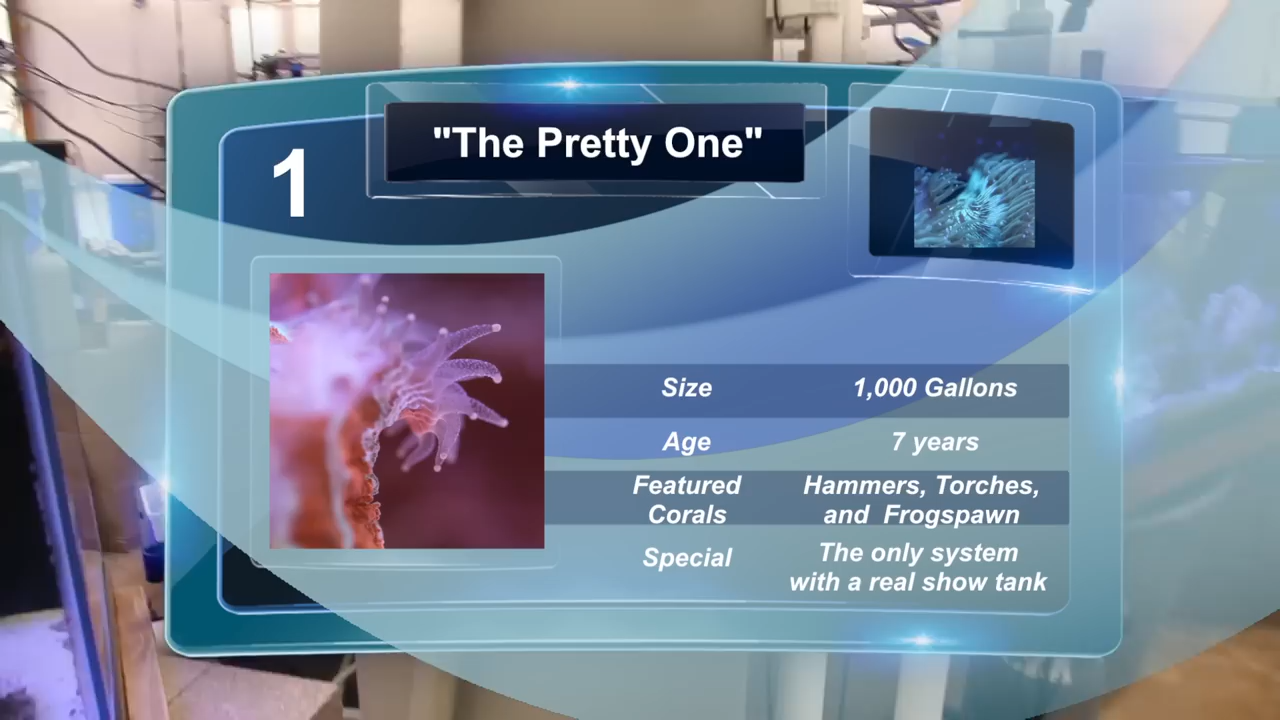 1
"The Pretty One"
Size 1,000 Gallons
Age 7 years
Featured Hammers, Torches,
Corals and Frogspawn
Special The only system
with a real show tank